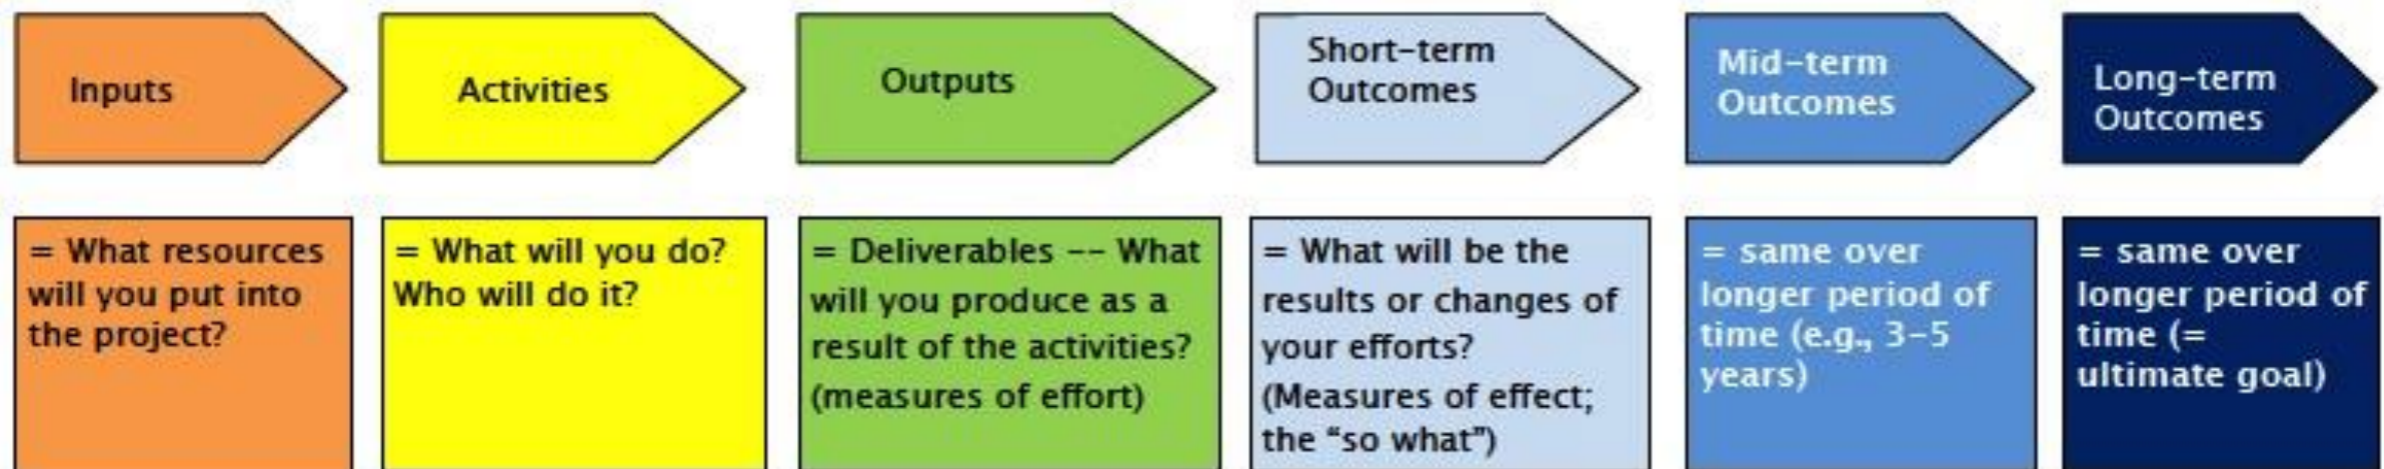 Inputs
Activities
Outputs
Short-term
Outcomes
Mid-term
Outcomes
Long-term
Outcomes
= What resources
will you put into
the project?
= What will you do?
Who will do it?
= Deliverables -- What
will you produce as a
result of the activities?
(measures of effort)
= What will be the
results or changes of
your efforts?
(Measures of effect;
the “so what”)
= same over
longer period of
time (e.g., 3-5
years)
= same over
longer period of
time (=
ultimate goal)